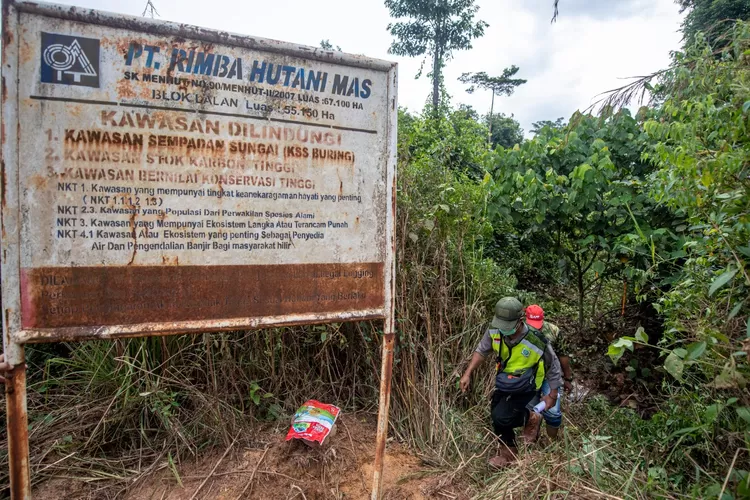 PT. RIMBA HUTANI MAS
SK MENHUT NO.90/MENHUT-II/2007 LUAS :67.100 HA
BLOK LALAN Luas : 55.150 Ha
KAWASAN DILINDUNGI
1. KAWASAN SEMPADAN SUNGAI (KSS BURING)
2. KAWASAN STOK KARBON TINGGI
3. KAWASAN BERNILAI KONSERVASI TINGGI
NKT 1. Kawasan yang mempunyai tingkat keanekaragaman hayati yang penting
( NKT 1.1,1.2, 1.3)
NKT 2.3. Kawasan yang Populasi Dari Perwakilan Spesies Alami
NKT 3. Kawasan yang Mempunyai Ekosistem Langka Atau Terancam Punah
NKT 4.1 Kawasan Atau Ekosistem yang penting Sebagai Penyedia
Air Dan Pengendalian Banjir Bagi masyarakat hilir
Illegal Logging